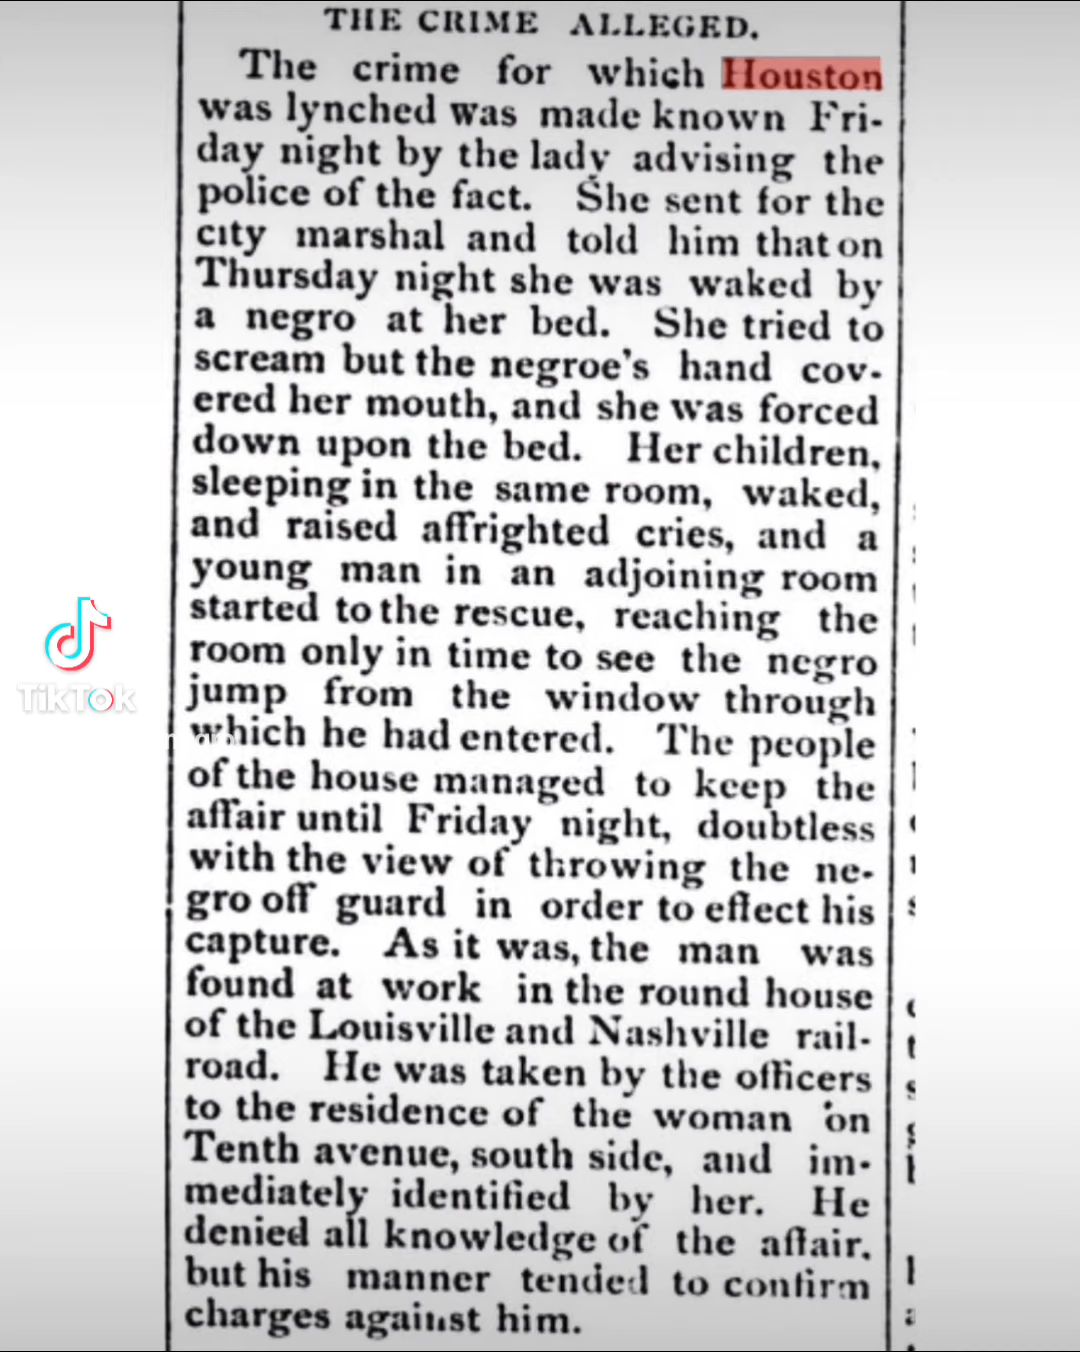 THE CRIME ALLEGED.
The crime for which Houston
was lynched was made known Fri-
day night by the lady advising the
police of the fact. She sent for the
city marshal and told him that on
Thursday night she was waked by
a negro at her bed. She tried to
scream but the negroe's hand cov-
ered her mouth, and she was forced
down upon the bed. Her children,
sleeping in the same room, waked,
and raised affrighted cries, and a
young man in an adjoining room
started to the rescue, reaching the
room only in time to see the negro
jump from the window through
which he had entered. The people
of the house managed to keep the
affair until Friday night, doubtless
with the view of throwing the ne-
gro off guard in order to effect his
capture. As it was, the man was
found at work in the round house
of the Louisville and Nashville rail-
road. He was taken by the officers
to the residence of the woman on
Tenth avenue, south side, and im-
mediately identified by her. He
denied all knowledge of the affair,
but his manner tended to confirm
charges against him.
TikTok